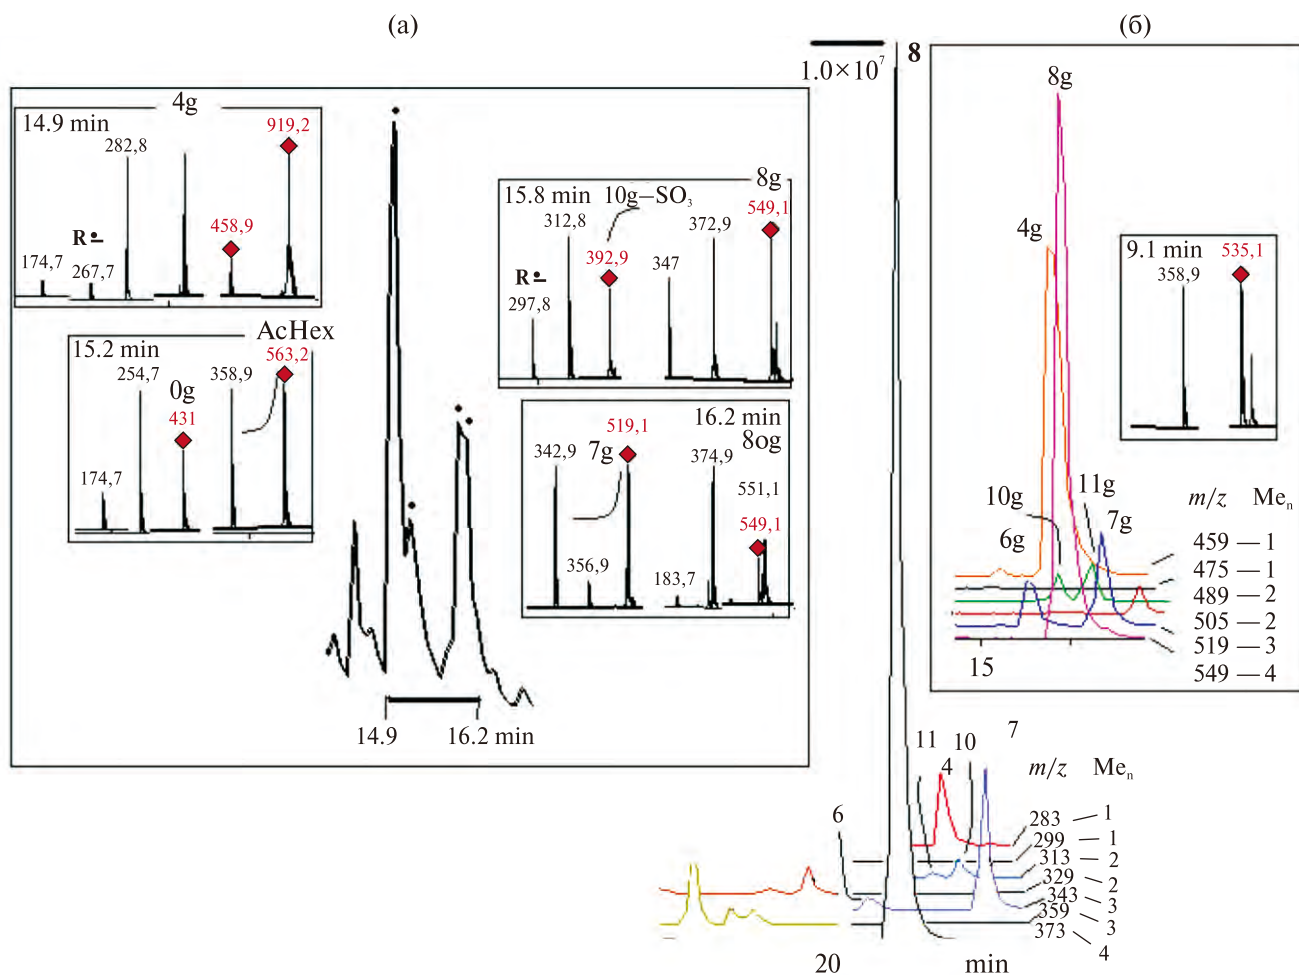 (а)
(б)
4g
14.9 min
282,8
919,2
R•–
458,9
174,7
267,7
15.2 min
AcHex
254,7
358,9
563,2
0g
431
174,7
14.9
16.2 min
8g
15.8 min
10g–SO₃
312,8
392,9
347
372,9
549,1
R•–
297,8
16.2 min
8og
519,1
342,9
7g
374,9
551,1
549,1
356,9
183,7
1.0×10⁷
8
8g
4g
9.1 min
535,1
358,9
10g
11g
6g
7g
m/z Meₙ
459 — 1
475 — 1
489 — 2
505 — 2
519 — 3
549 — 4
15
11
10
7
4
6
m/z Meₙ
283 — 1
299 — 1
313 — 2
329 — 2
343 — 3
359 — 3
373 — 4
20
min